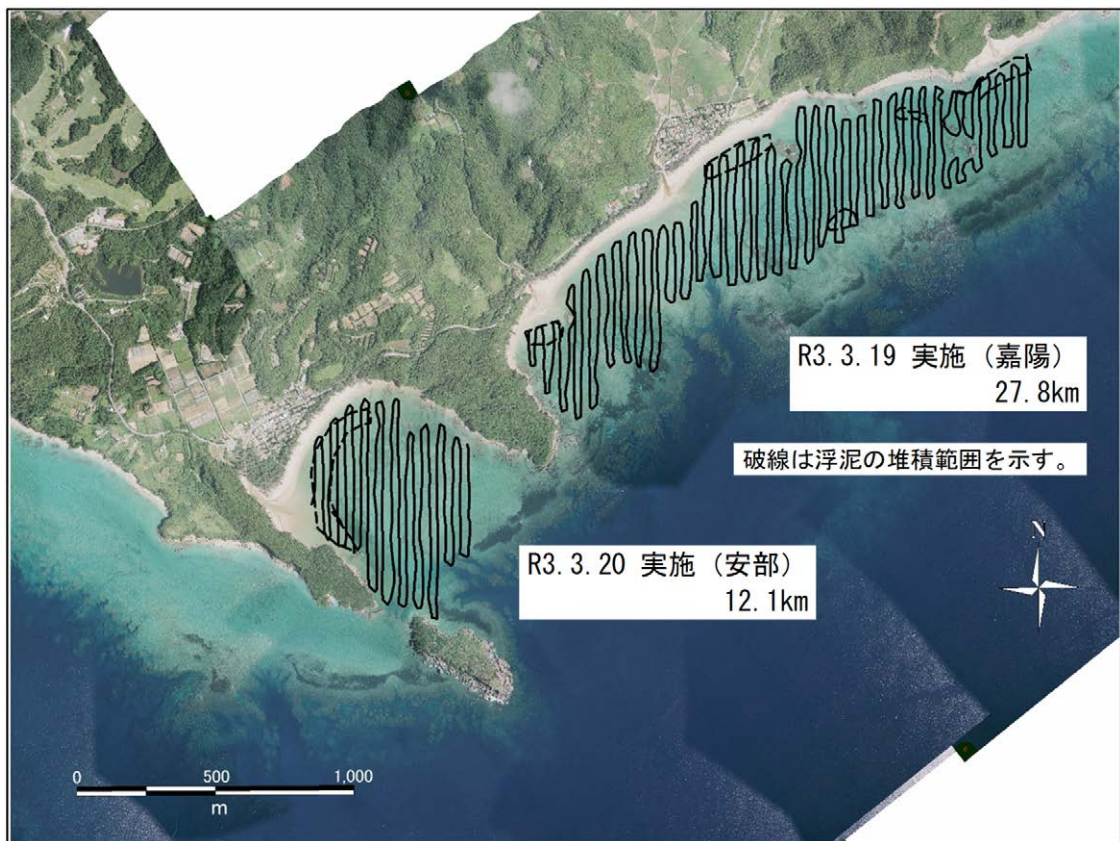 R3.3.19 実施（嘉陽）
27.8km
破線は浮泥の堆積範囲を示す。
N
R3.3.20 実施（安部）
12.1km
0 500 1,000
m